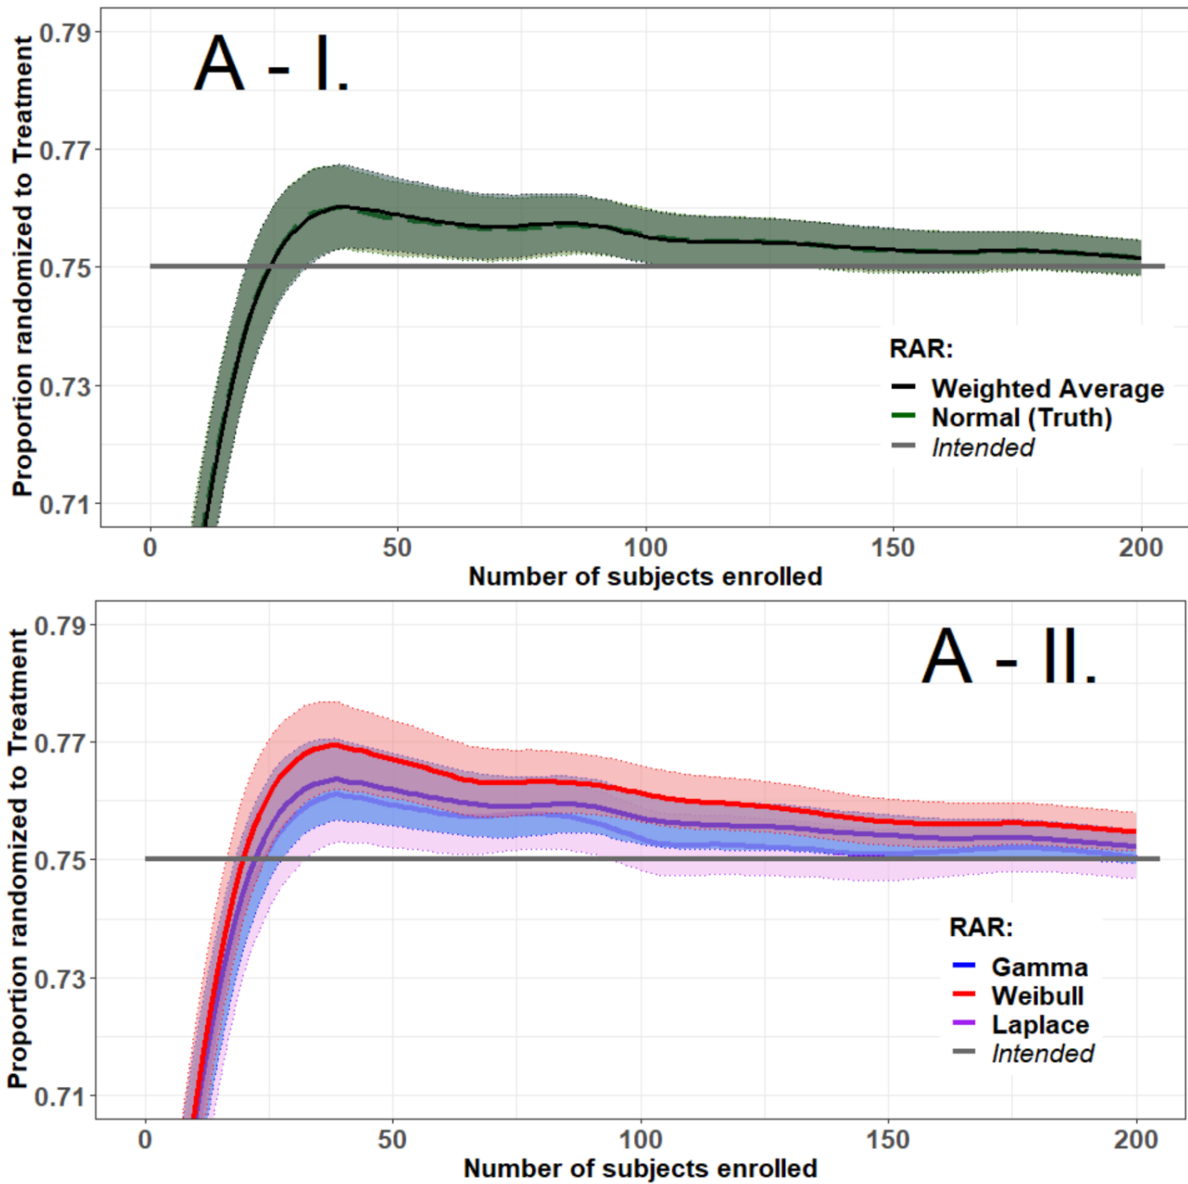 A - I.
Proportion randomized to Treatment
0.79
0.77
0.75
0.73
0.71
RAR:
Weighted Average
Normal (Truth)
Intended
0 50 100 150 200
Number of subjects enrolled
A - II.
Proportion randomized to Treatment
0.79
0.77
0.75
0.73
0.71
RAR:
Gamma
Weibull
Laplace
Intended
0 50 100 150 200
Number of subjects enrolled